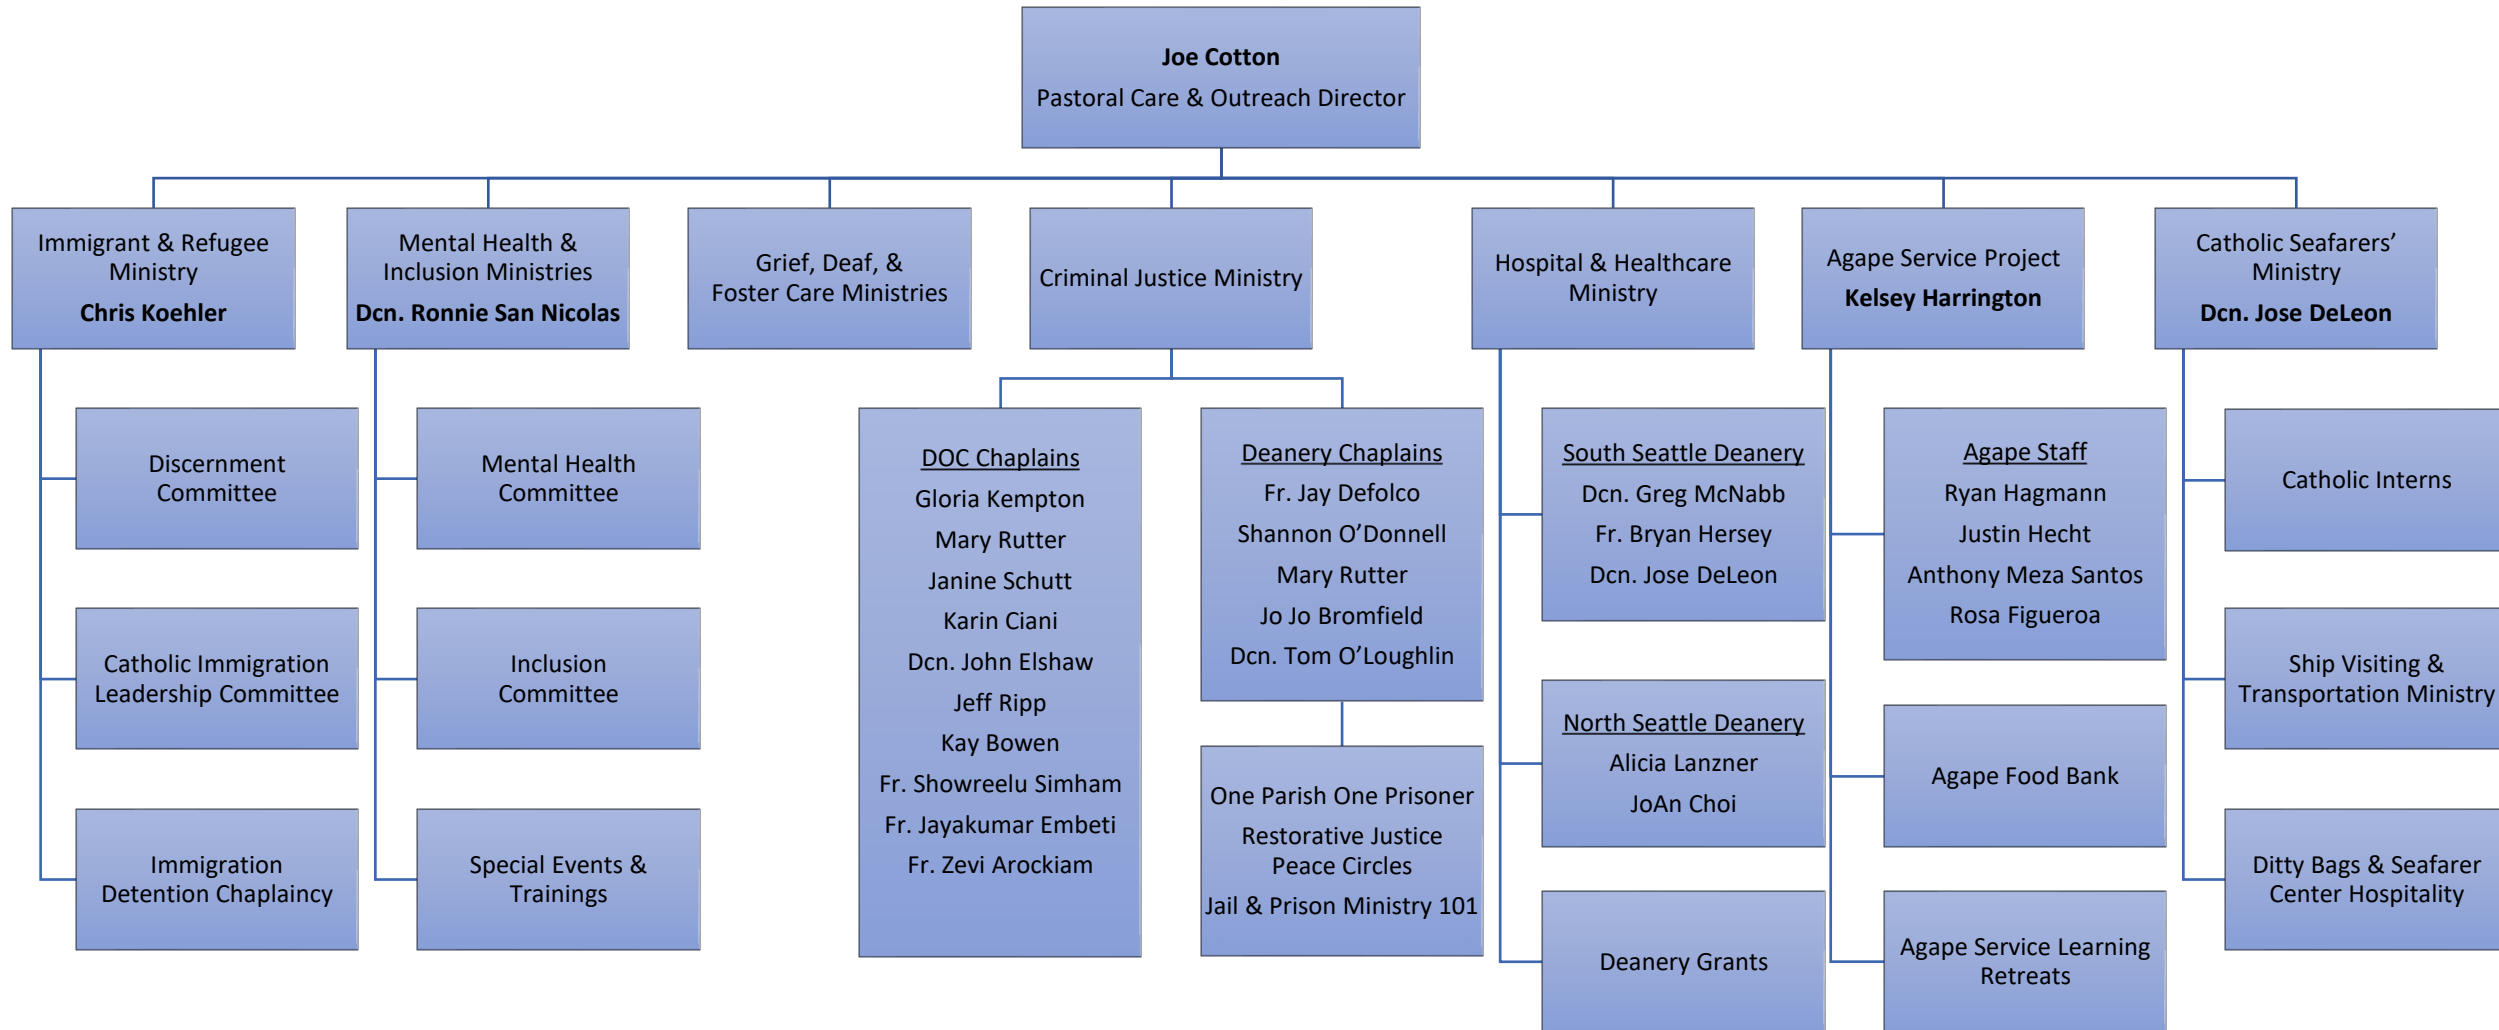 Joe Cotton
Pastoral Care & Outreach Director
Immigrant & Refugee
Ministry
Chris Koehler
Mental Health &
Inclusion Ministries
Dcn. Ronnie San Nicolas
Grief, Deaf, &
Foster Care Ministries
Criminal Justice Ministry
Hospital & Healthcare
Ministry
Agape Service Project
Kelsey Harrington
Catholic Seafarers’
Ministry
Dcn. Jose DeLeon
Discernment
Committee
Catholic Immigration
Leadership Committee
Immigration
Detention Chaplaincy
Mental Health
Committee
Inclusion
Committee
Special Events &
Trainings
DOC Chaplains
Gloria Kempton
Mary Rutter
Janine Schutt
Karin Ciani
Dcn. John Elshaw
Jeff Ripp
Kay Bowen
Fr. Showreelu Simham
Fr. Jayakumar Embeti
Fr. Zevi Arockiam
Deanery Chaplains
Fr. Jay Defolco
Shannon O’Donnell
Mary Rutter
Jo Jo Bromfield
Dcn. Tom O’Loughlin
One Parish One Prisoner
Restorative Justice
Peace Circles
Jail & Prison Ministry 101
South Seattle Deanery
Dcn. Greg McNabb
Fr. Bryan Hersey
Dcn. Jose DeLeon
North Seattle Deanery
Alicia Lanzner
JoAn Choi
Deanery Grants
Agape Staff
Ryan Hagmann
Justin Hecht
Anthony Meza Santos
Rosa Figueroa
Agape Food Bank
Agape Service Learning
Retreats
Catholic Interns
Ship Visiting &
Transportation Ministry
Ditty Bags & Seafarer
Center Hospitality